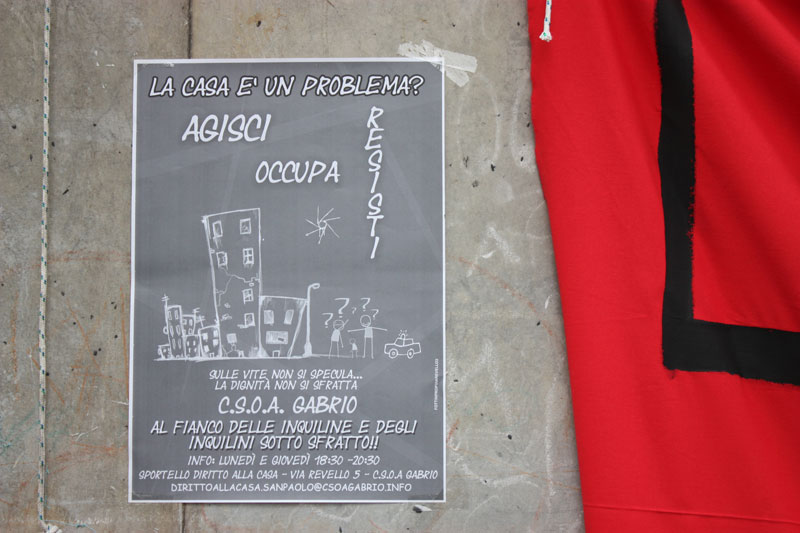 LA CASA E' UN PROBLEMA?
AGISCI
OCCUPA
RESISTI
? ? ?
? ?
SULLE VITE NON SI SPECULA...
LA DIGNITÀ NON SI SFRATTA
C.S.O.A. GABRIO
AL FIANCO DELLE INQUILINE E DEGLI
INQUILINI SOTTO SFRATTO!!
INFO: LUNEDÌ E GIOVEDÌ 18:30 -20:30
SPORTELLO DIRITTO ALLA CASA - VIA REVELLO 5 - C.S.O.A GABRIO
DIRITTOALLACASA.SANPAOLO@CSOAGABRIO.INFO